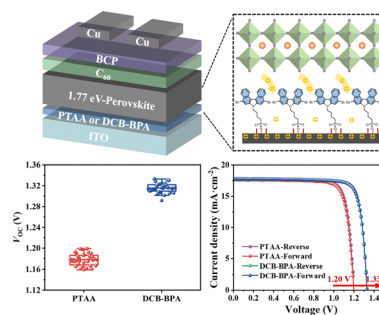 Cu
Cu
BCP
C60
1.77 eV-Perovskite
PTAA or DCB-BPA
ITO
1.36
1.32
1.28
1.24
1.20
1.16
1.12
VOC (V)
PTAA
DCB-BPA
20
15
10
5
0
Current density (mA·cm-2)
PTAA-Reverse
PTAA-Forward
DCB-BPA-Reverse
DCB-BPA-Forward
1.20 V
1.33
0.0 0.2 0.4 0.6 0.8 1.0 1.2 1.4
Voltage (V)